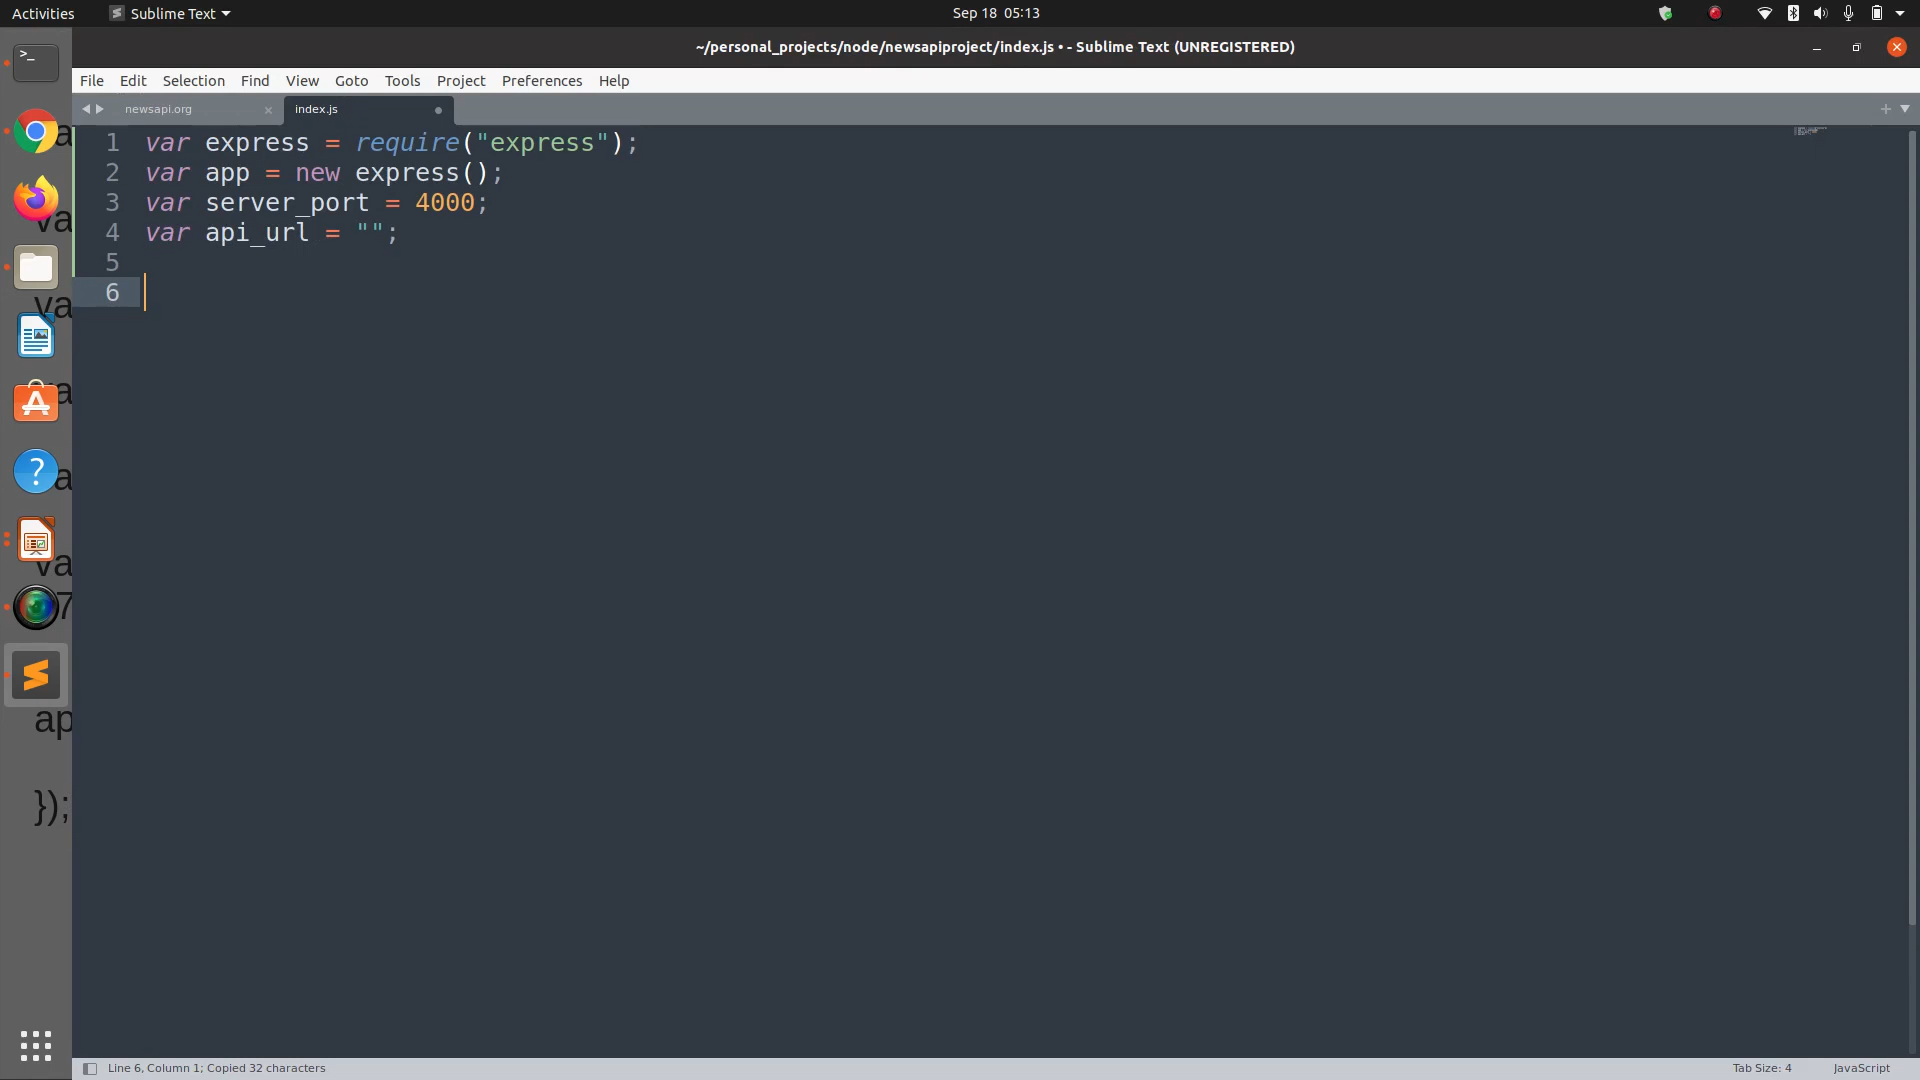 Activities
Sublime Text
Sep 18 05:13
~/personal_projects/node/newsapiproject/index.js • - Sublime Text (UNREGISTERED)
File Edit Selection Find View Goto Tools Project Preferences Help
newsapi.org
index.js
1 var express = require("express");
2 var app = new express();
3 var server_port = 4000;
4 var api_url = "";
5
6
va
va
ap
});
Line 6, Column 1; Copied 32 characters
Tab Size: 4
JavaScript